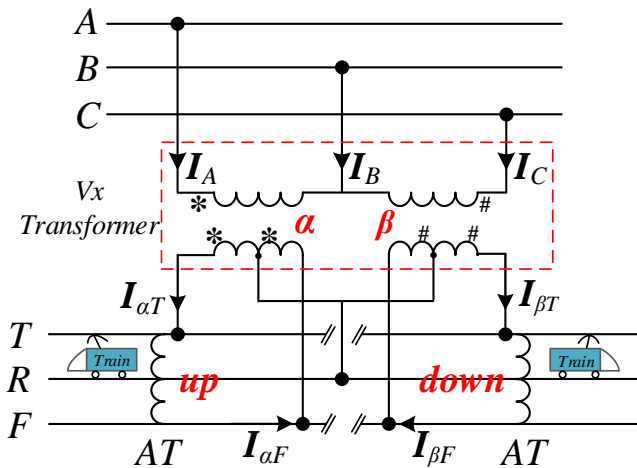 A
B
C
I_A I_B I_C
Vx
Transformer
* α β #
* * # #
I_αT I_βT
T
Train Train
R up down
F
AT I_αF I_βF AT